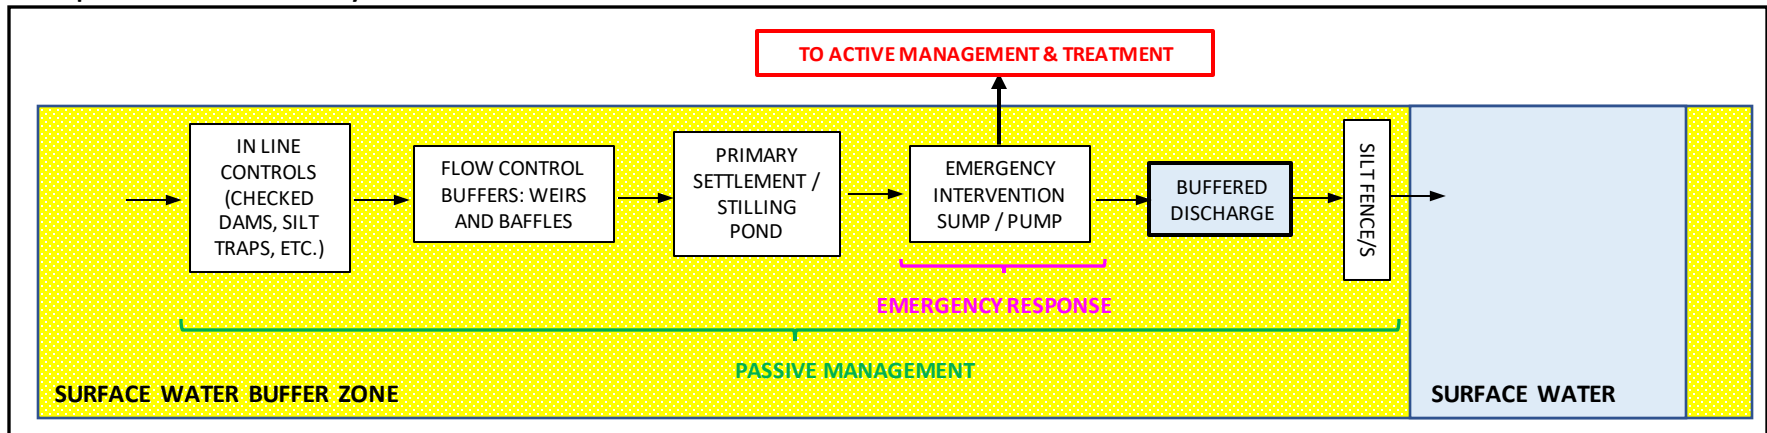 TO ACTIVE MANAGEMENT & TREATMENT
IN LINE
CONTROLS
(CHECKED
DAMS, SILT
TRAPS, ETC.)
FLOW CONTROL
BUFFERS: WEIRS
AND BAFFLES
PRIMARY
SETTLEMENT /
STILLING
POND
EMERGENCY
INTERVENTION
SUMP / PUMP
BUFFERED
DISCHARGE
SILT FENCE/S
EMERGENCY RESPONSE
PASSIVE MANAGEMENT
SURFACE WATER BUFFER ZONE
SURFACE WATER